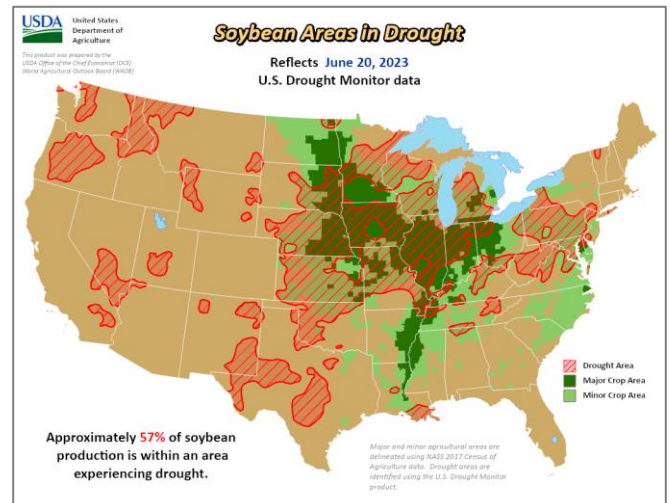 USDA
United States
Department of
Agriculture
This product was prepared by the
USDA Office of the Chief Economist (OCE)
World Agricultural Outlook Board (WAOB)
Soybean Areas in Drought
Reflects June 20, 2023
U.S. Drought Monitor data
Drought Area
Major Crop Area
Minor Crop Area
Approximately 57% of soybean
production is within an area
experiencing drought.
Major and minor agricultural areas are
delineated using NASS 2017 Census of
Agriculture data. Drought areas are
identified using the U.S. Drought Monitor
product.